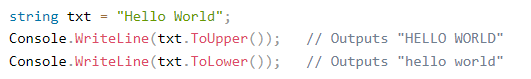 string txt = "Hello World";
Console.WriteLine(txt.ToUpper());   // Outputs "HELLO WORLD"
Console.WriteLine(txt.ToLower());   // Outputs "hello world"